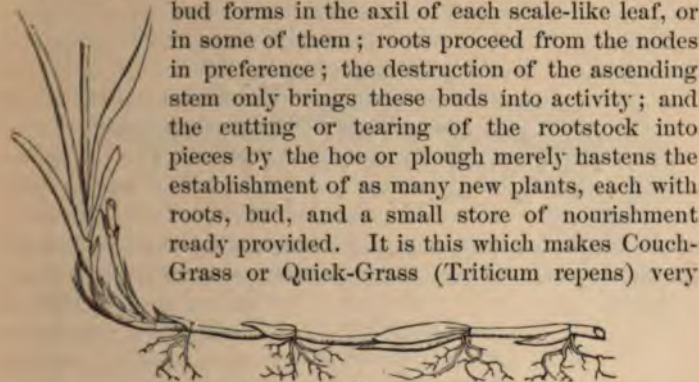 bud forms in the axil of each scale-like leaf, or
in some of them ; roots proceed from the nodes
in preference ; the destruction of the ascending
stem only brings these buds into activity ; and
the cutting or tearing of the rootstock into
pieces by the hoe or plough merely hastens the
establishment of as many new plants, each with
roots, bud, and a small store of nourishment
ready provided. It is this which makes Couch-
Grass or Quick-Grass (Triticum repens) very